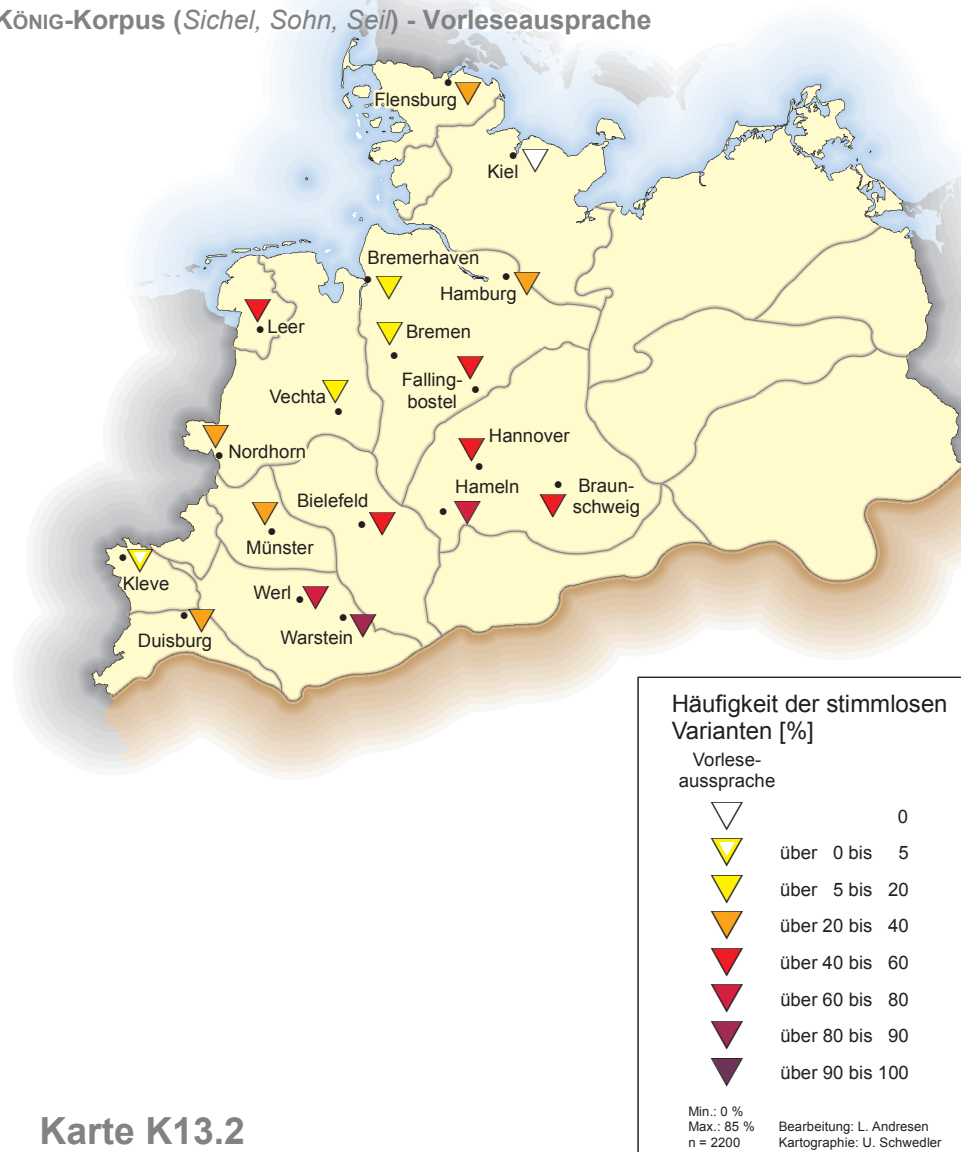 KÖNIG-Korpus (Sichel, Sohn, Seil) - Vorleseausprache
Flensburg
Kiel
Bremerhaven
Hamburg
Leer
Bremen
Falling-
bostel
Vechta
Nordhorn
Hannover
Hameln
Braun-
schweig
Bielefeld
Münster
Kleve
Werl
Duisburg
Warstein
Häufigkeit der stimmlosen
Varianten [%]
Vorlese-
aussprache
0
über 0 bis 5
über 5 bis 20
über 20 bis 40
über 40 bis 60
über 60 bis 80
über 80 bis 90
über 90 bis 100
Min.: 0 %
Max.: 85 % Bearbeitung: L. Andresen
n = 2200 Kartographie: U. Schwedler
Karte K13.2